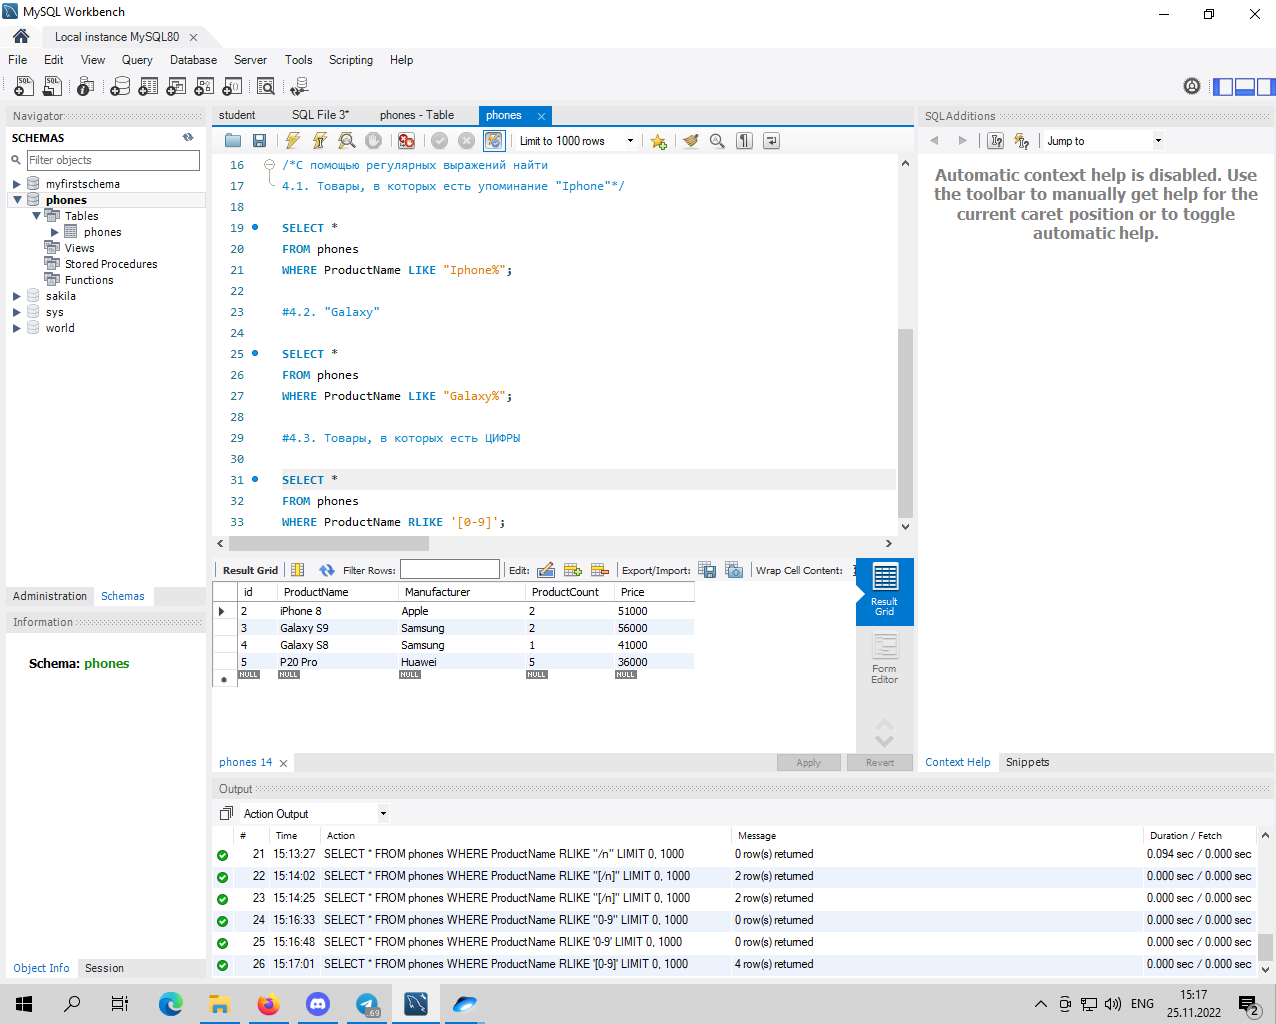 MySQL Workbench
Local instance MySQL80
File Edit View Query Database Server Tools Scripting Help
Navigator
SCHEMAS
Filter objects
myfirstschema
phones
Tables
phones
Views
Stored Procedures
Functions
sakila
sys
world
Administration Schemas
Information
Schema: phones
Object Info Session
student SQL File 3* phones - Table phones
Limit to 1000 rows
16 /*С помощью регулярных выражений найти
17 4.1. Товары, в которых есть упоминание "Iphone"*/
18
19 SELECT *
20 FROM phones
21 WHERE ProductName LIKE "Iphone%";
22
23 #4.2. "Galaxy"
24
25 SELECT *
26 FROM phones
27 WHERE ProductName LIKE "Galaxy%";
28
29 #4.3. Товары, в которых есть ЦИФРЫ
30
31 SELECT *
32 FROM phones
33 WHERE ProductName RLIKE '[0-9]';
Result Grid Filter Rows: Edit: Export/Import: Wrap Cell Content:
id ProductName Manufacturer ProductCount Price
2 iPhone 8 Apple 2 51000
3 Galaxy S9 Samsung 2 56000
4 Galaxy S8 Samsung 1 41000
5 P20 Pro Huawei 5 36000
NULL NULL NULL NULL NULL
Result
Grid
Form
Editor
phones 14
Apply Revert
SQLAdditions
Jump to
Automatic context help is disabled. Use
the toolbar to manually get help for the
current caret position or to toggle
automatic help.
Context Help Snippets
Output
Action Output
# Time Action Message Duration / Fetch
21 15:13:27 SELECT * FROM phones WHERE ProductName RLIKE "/n" LIMIT 0, 1000 0 row(s) returned 0.094 sec / 0.000 sec
22 15:14:02 SELECT * FROM phones WHERE ProductName RLIKE "[/n]" LIMIT 0, 1000 2 row(s) returned 0.000 sec / 0.000 sec
23 15:14:25 SELECT * FROM phones WHERE ProductName RLIKE "[/n]" LIMIT 0, 1000 2 row(s) returned 0.000 sec / 0.000 sec
24 15:16:33 SELECT * FROM phones WHERE ProductName RLIKE "0-9" LIMIT 0, 1000 0 row(s) returned 0.000 sec / 0.000 sec
25 15:16:48 SELECT * FROM phones WHERE ProductName RLIKE '0-9' LIMIT 0, 1000 0 row(s) returned 0.000 sec / 0.000 sec
26 15:17:01 SELECT * FROM phones WHERE ProductName RLIKE '[0-9]' LIMIT 0, 1000 4 row(s) returned 0.000 sec / 0.000 sec
.69
ENG
15:17
25.11.2022
2